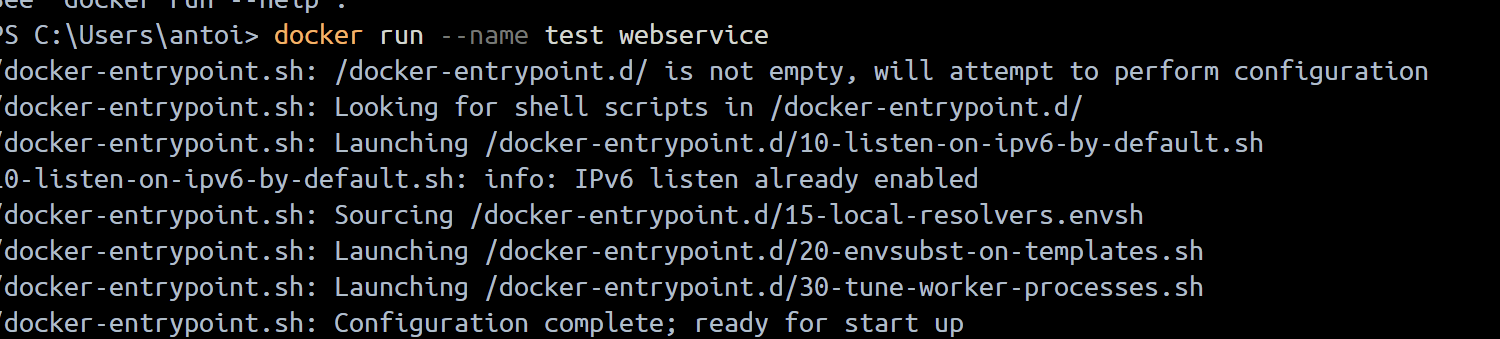 see 'docker run --help'.
PS C:\Users\antoi> docker run --name test webservice
/docker-entrypoint.sh: /docker-entrypoint.d/ is not empty, will attempt to perform configuration
/docker-entrypoint.sh: Looking for shell scripts in /docker-entrypoint.d/
/docker-entrypoint.sh: Launching /docker-entrypoint.d/10-listen-on-ipv6-by-default.sh
10-listen-on-ipv6-by-default.sh: info: IPv6 listen already enabled
/docker-entrypoint.sh: Sourcing /docker-entrypoint.d/15-local-resolvers.envsh
/docker-entrypoint.sh: Launching /docker-entrypoint.d/20-envsubst-on-templates.sh
/docker-entrypoint.sh: Launching /docker-entrypoint.d/30-tune-worker-processes.sh
/docker-entrypoint.sh: Configuration complete; ready for start up